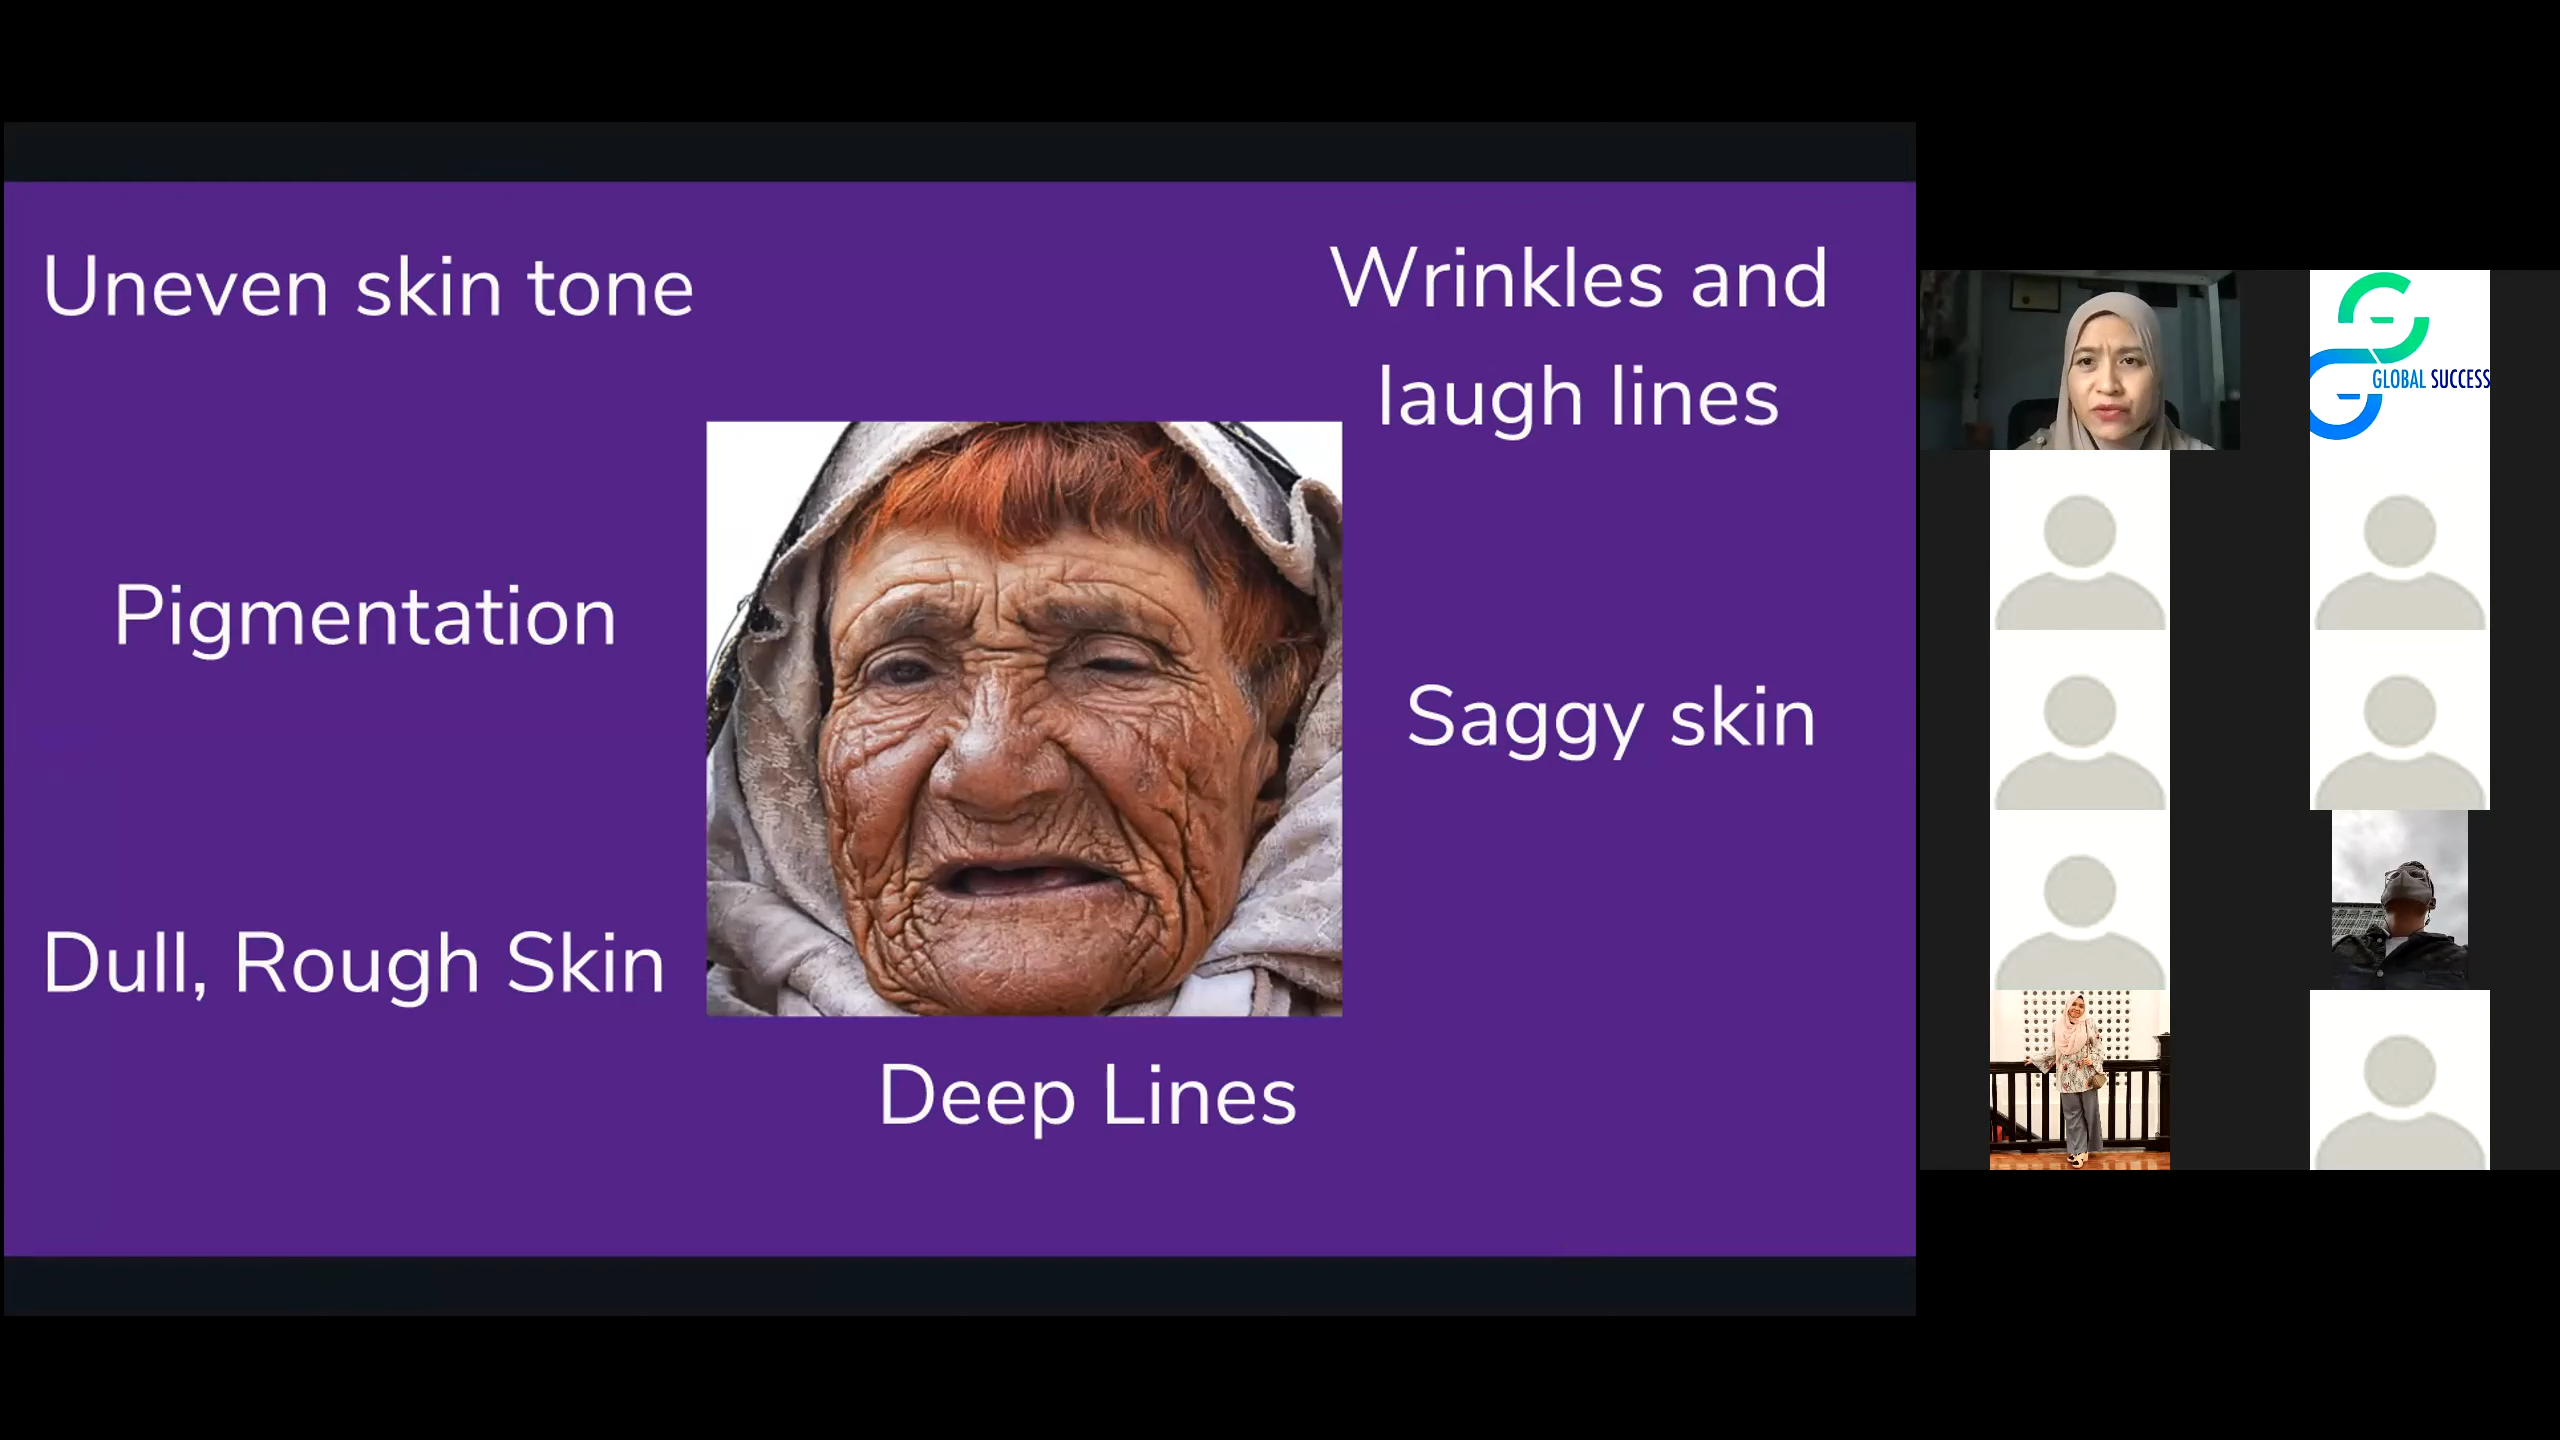 Uneven skin tone
Wrinkles and
laugh lines
Pigmentation
Saggy skin
Dull, Rough Skin
Deep Lines
GLOBAL SUCCESS